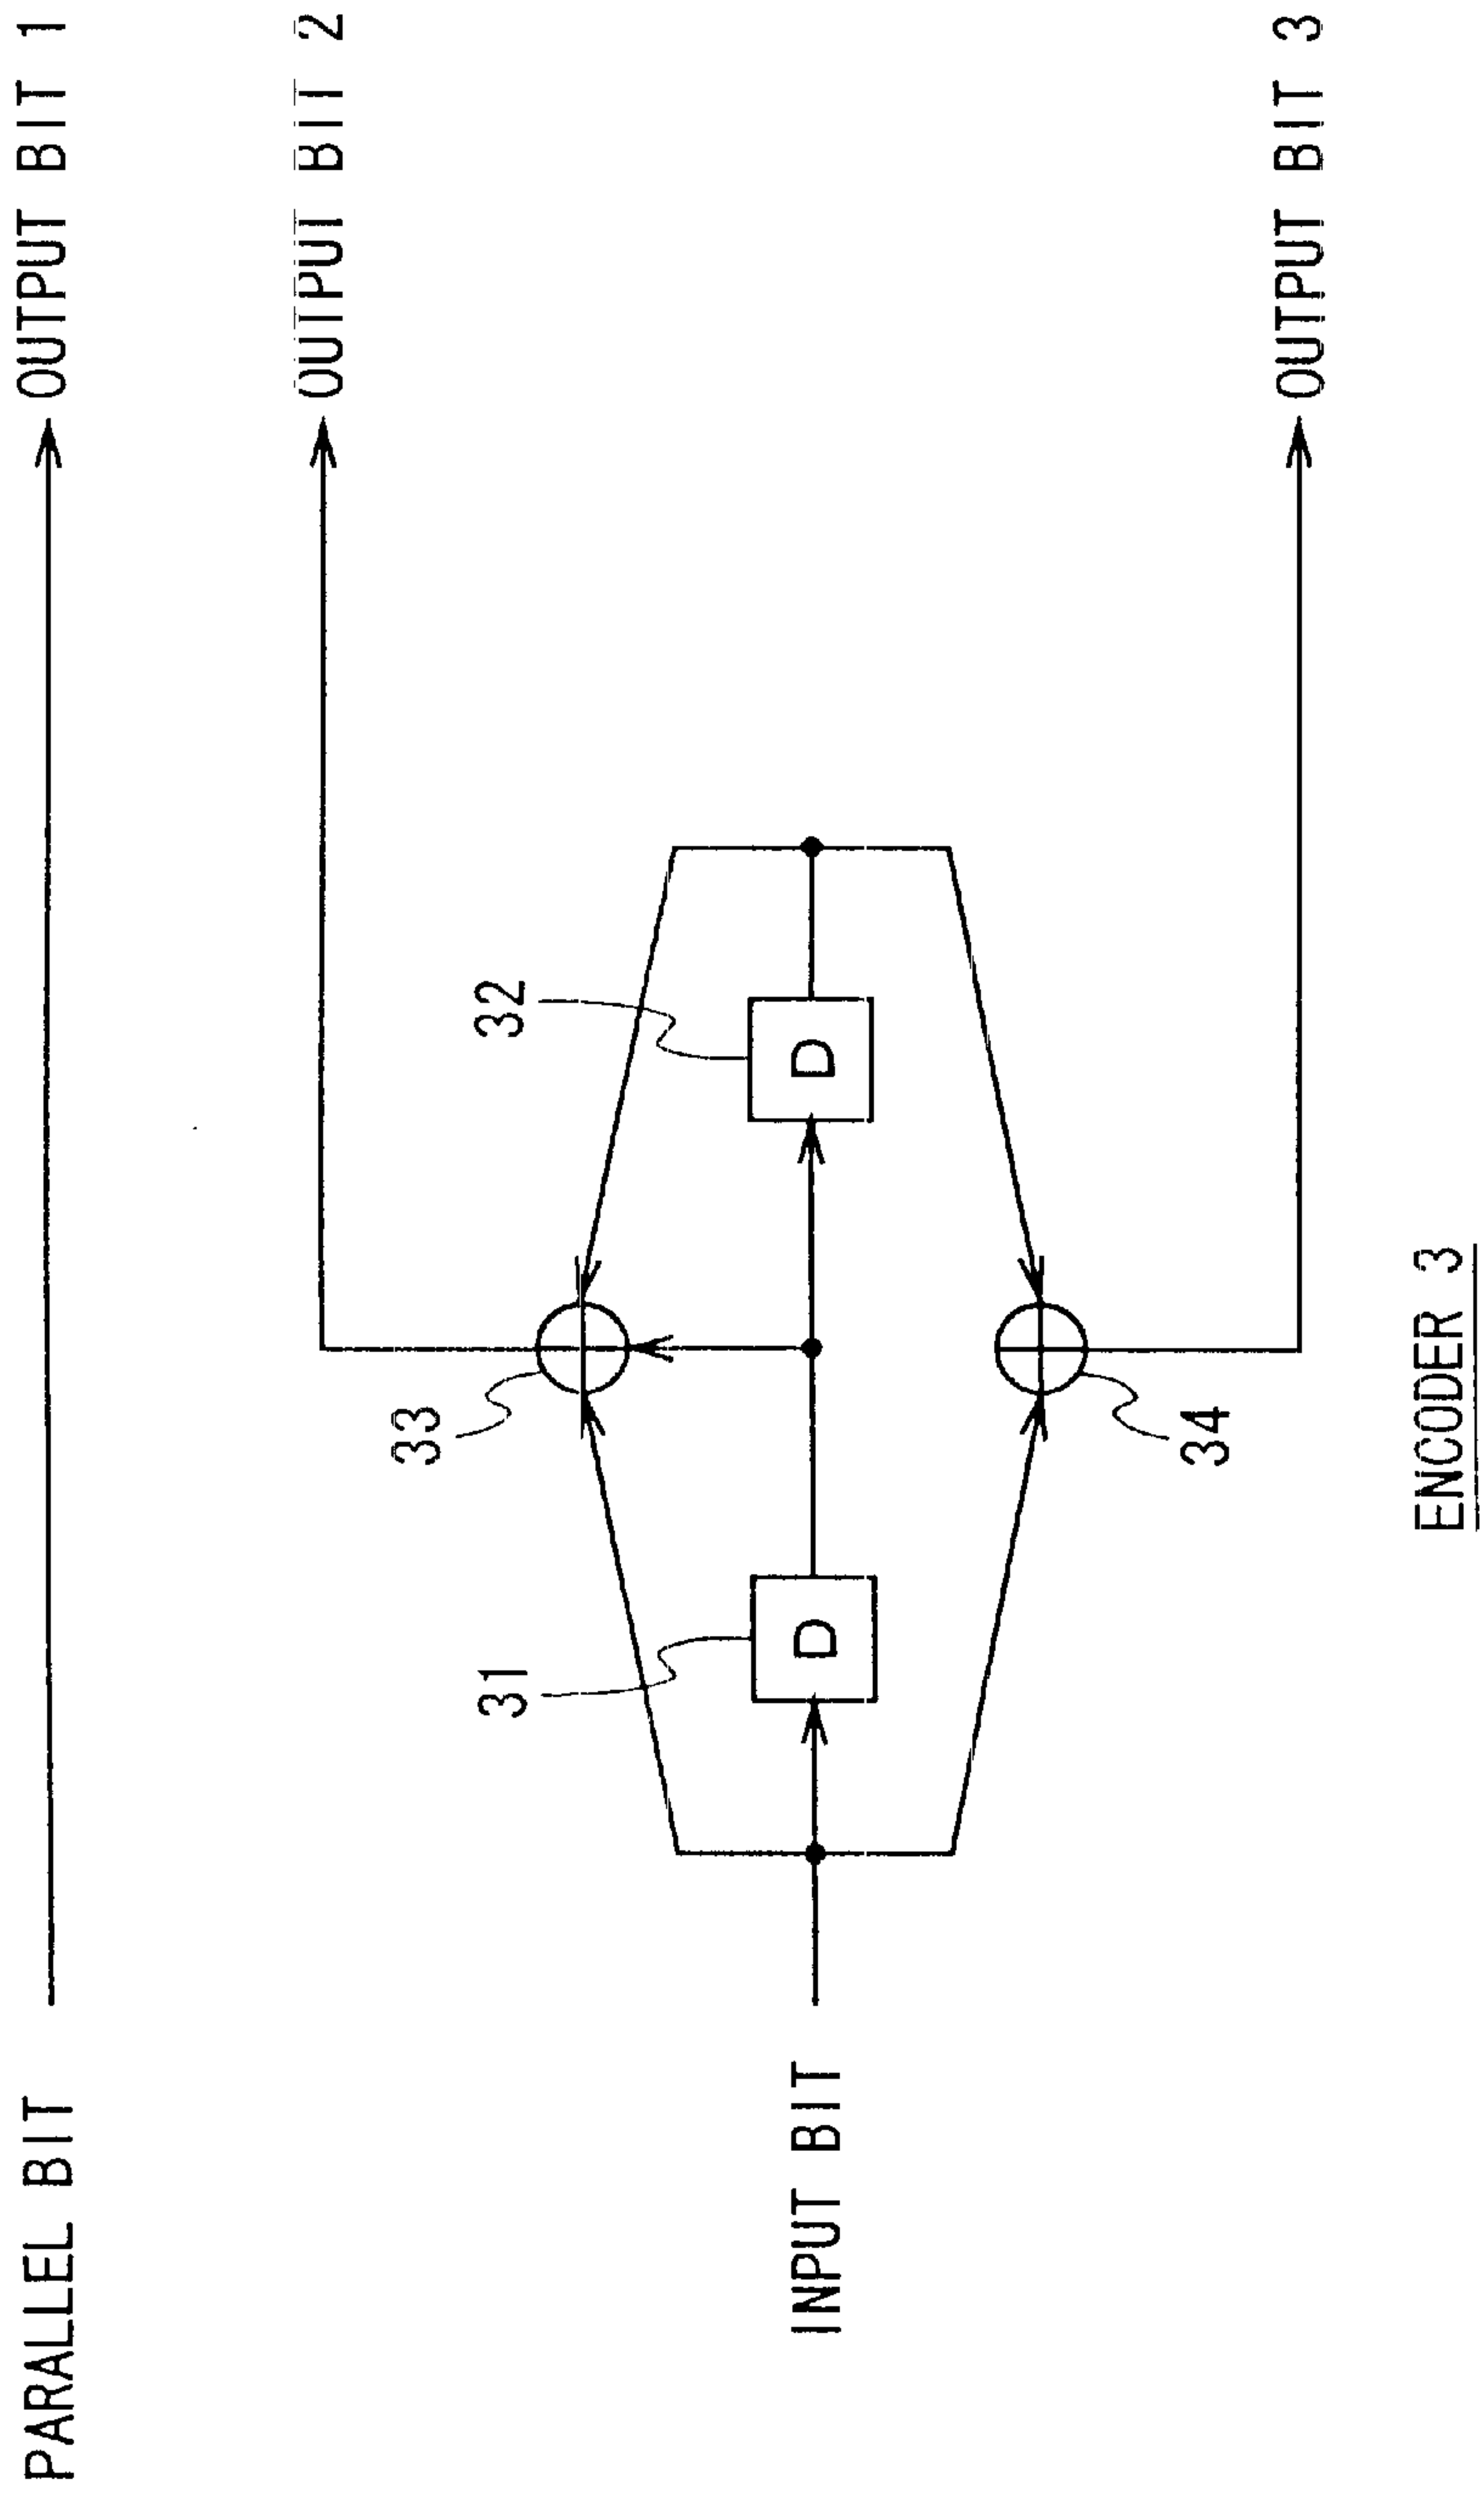 PARALLEL BIT
OUTPUT BIT 1
OUTPUT BIT 2
33
31
D
32
D
INPUT BIT
34
OUTPUT BIT 3
ENCODER 3